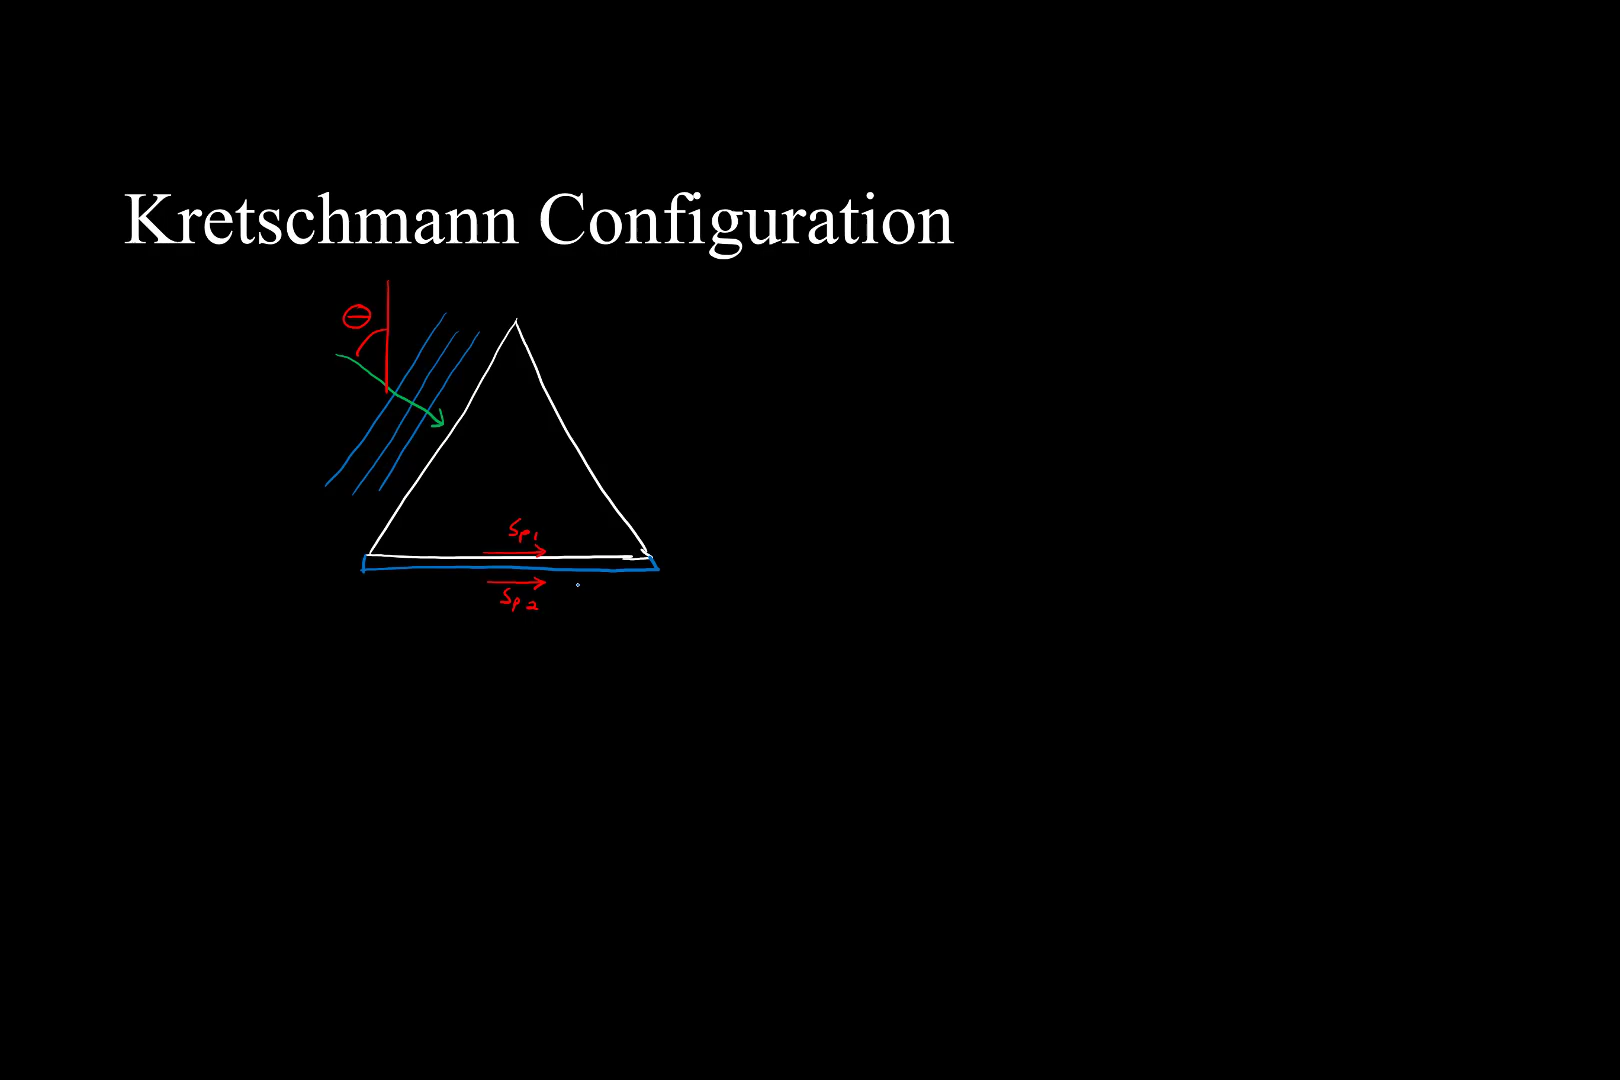 Kretschmann Configuration
θ
Sp1
Sp2